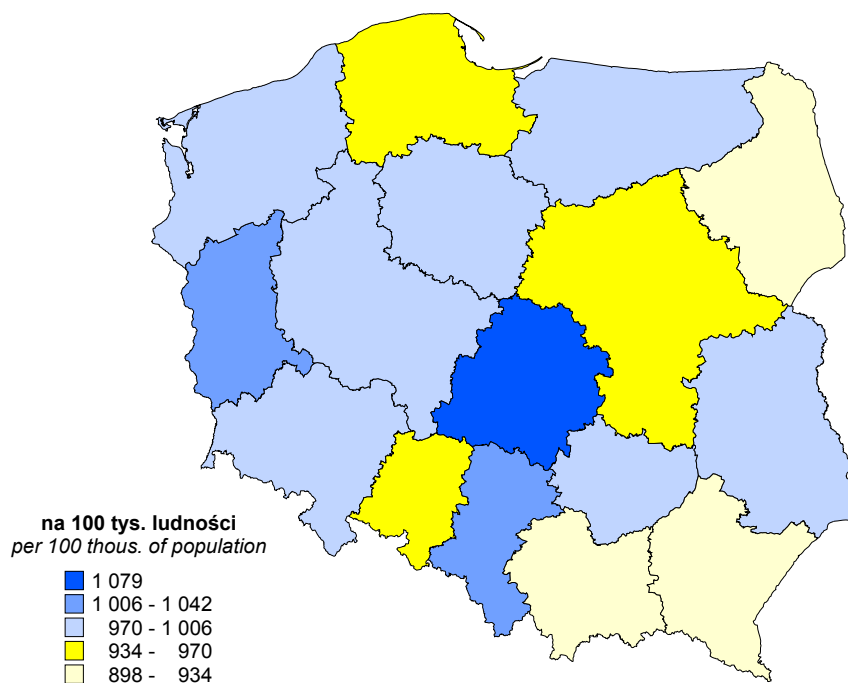 na 100 tys. ludności
per 100 thous. of population
1 079
1 006 - 1 042
970 - 1 006
934 - 970
898 - 934